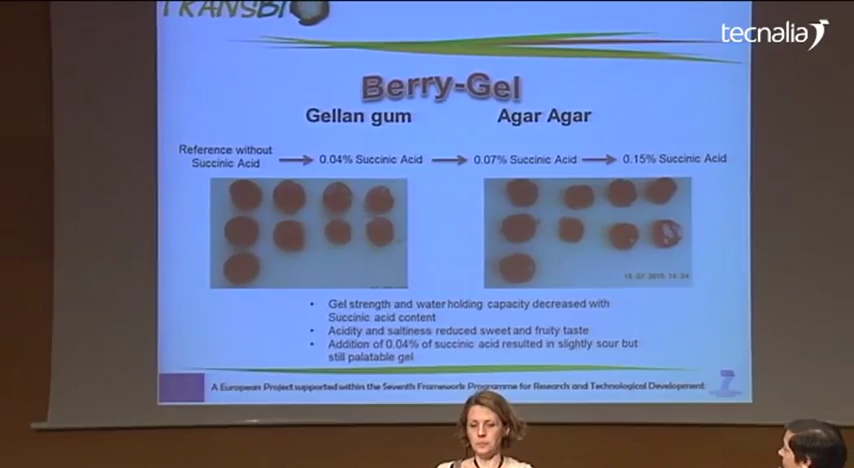 TRANSBIO
tecnalia
Berry-Gel
Gellan gum
Agar Agar
Reference without
Succinic Acid
0.04% Succinic Acid
0.07% Succinic Acid
0.15% Succinic Acid
• Gel strength and water holding capacity decreased with
Succinic acid content
• Acidity and saltiness reduced sweet and fruity taste
• Addition of 0.04% of succinic acid resulted in slightly sour but
still palatable gel
A European Project supported within the Seventh Framework Programme for Research and Technological Development
7